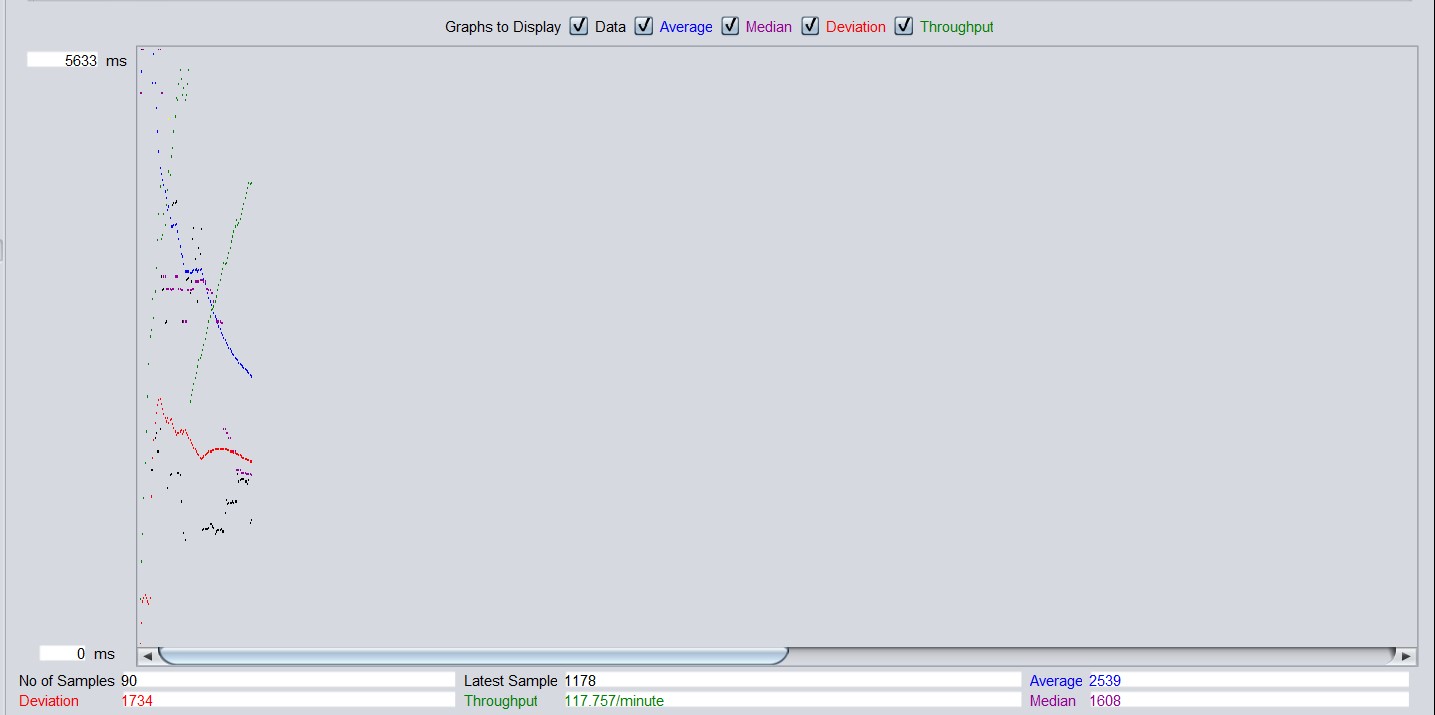 Graphs to Display Data Average Median Deviation Throughput
5633 ms
0 ms
No of Samples 90 Latest Sample 1178 Average 2539
Deviation 1734 Throughput 117.757/minute Median 1608